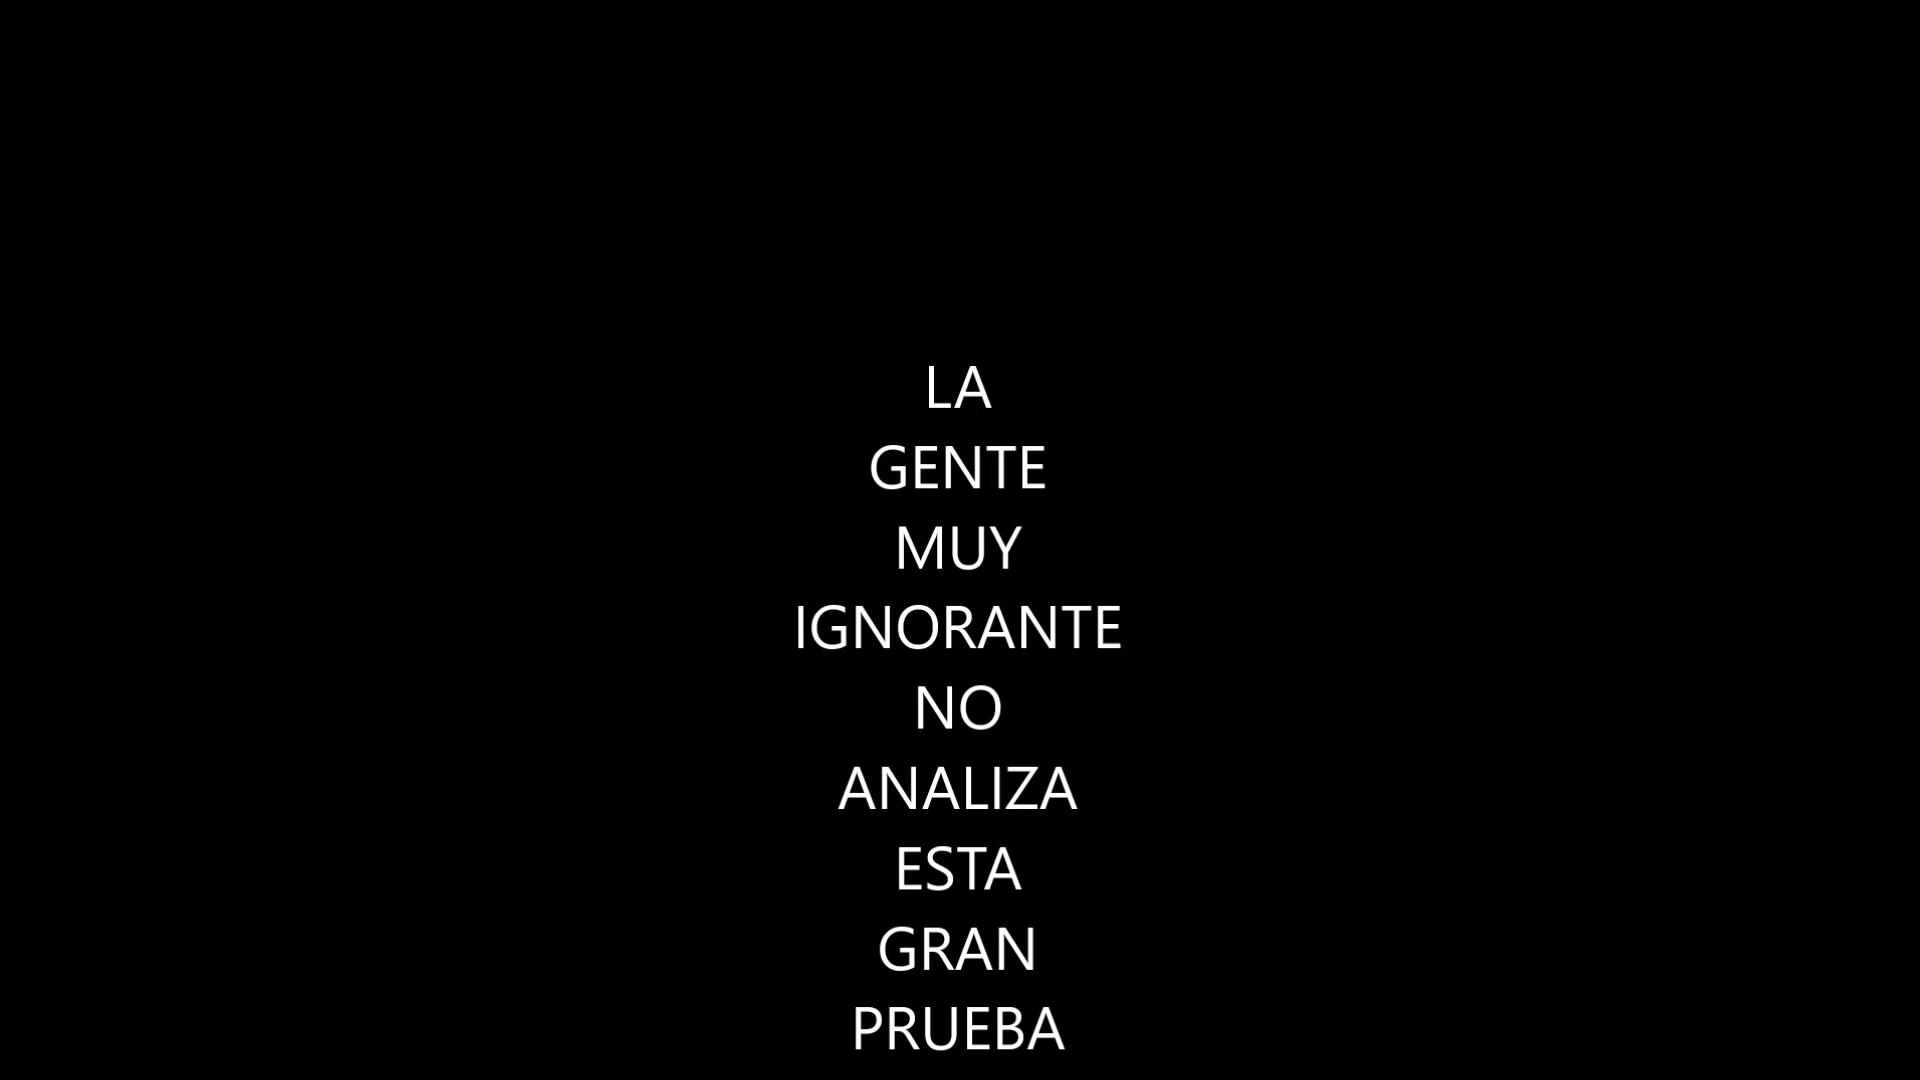 LA
GENTE
MUY
IGNORANTE
NO
ANALIZA
ESTA
GRAN
PRUEBA